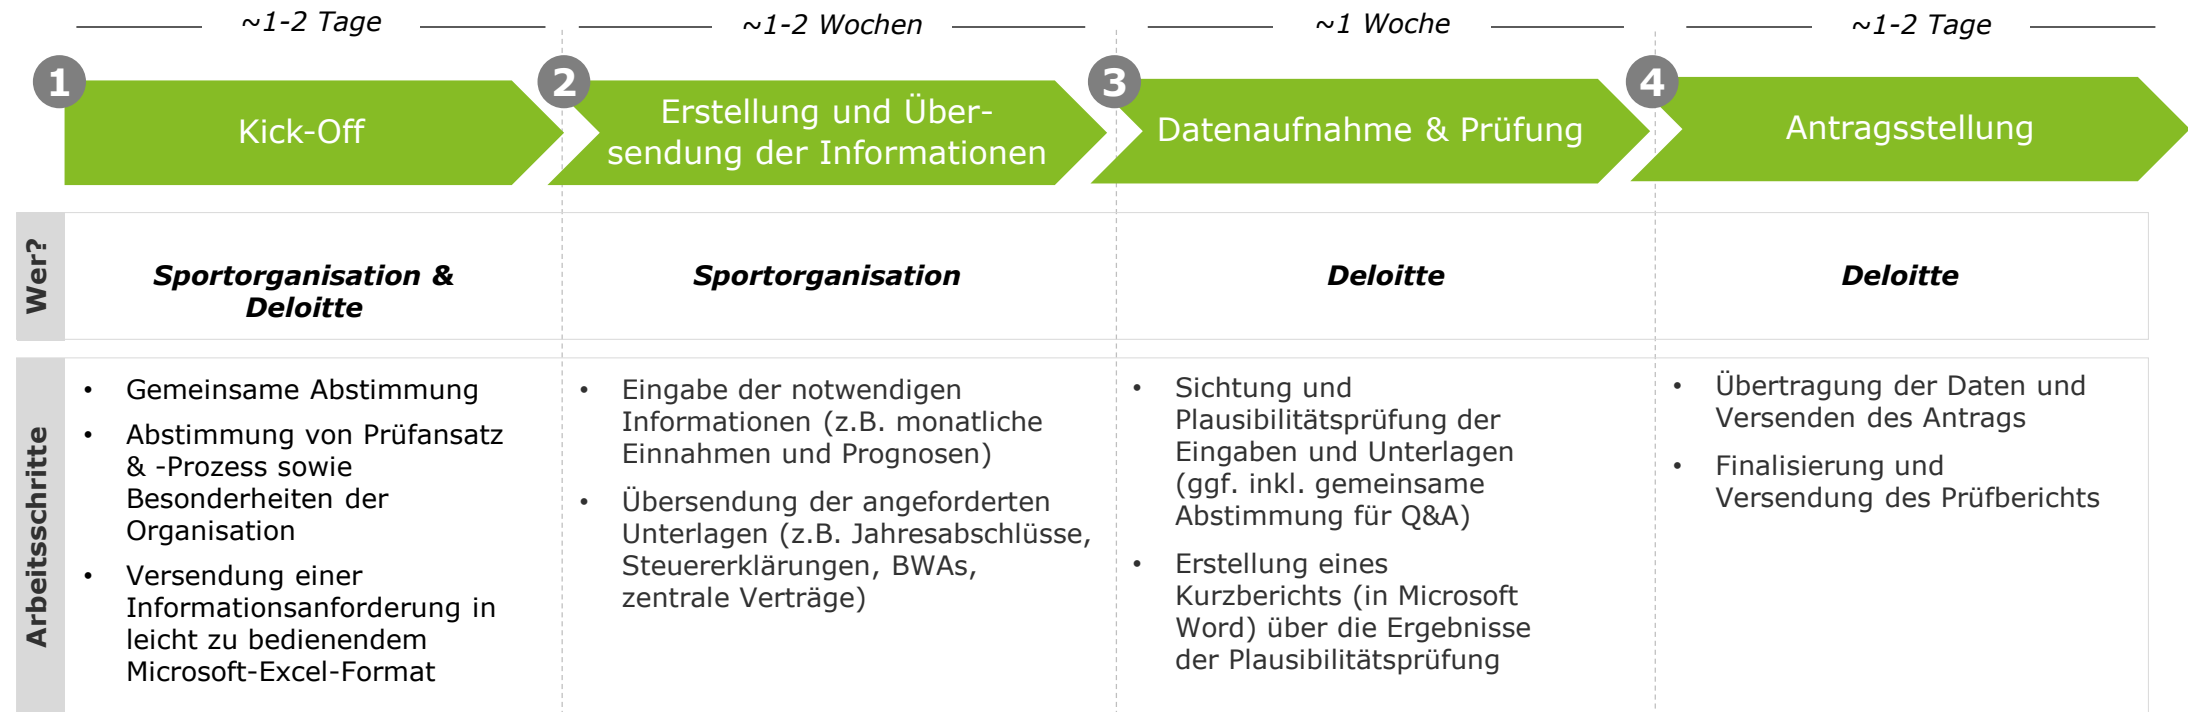 ~1-2 Tage
~1-2 Wochen
~1 Woche
~1-2 Tage
1
Kick-Off
2
Erstellung und Über-
sendung der Informationen
3
Datenaufnahme & Prüfung
4
Antragsstellung
Wer?
Sportorganisation &
Deloitte
Sportorganisation
Deloitte
Deloitte
Arbeitsschritte
• Gemeinsame Abstimmung
• Abstimmung von Prüfansatz
& -Prozess sowie
Besonderheiten der
Organisation
• Versendung einer
Informationsanforderung in
leicht zu bedienendem
Microsoft-Excel-Format
• Eingabe der notwendigen
Informationen (z.B. monatliche
Einnahmen und Prognosen)
• Übersendung der angeforderten
Unterlagen (z.B. Jahresabschlüsse,
Steuererklärungen, BWAs,
zentrale Verträge)
• Sichtung und
Plausibilitätsprüfung der
Eingaben und Unterlagen
(ggf. inkl. gemeinsame
Abstimmung für Q&A)
• Erstellung eines
Kurzberichts (in Microsoft
Word) über die Ergebnisse
der Plausibilitätsprüfung
• Übertragung der Daten und
Versenden des Antrags
• Finalisierung und
Versendung des Prüfberichts